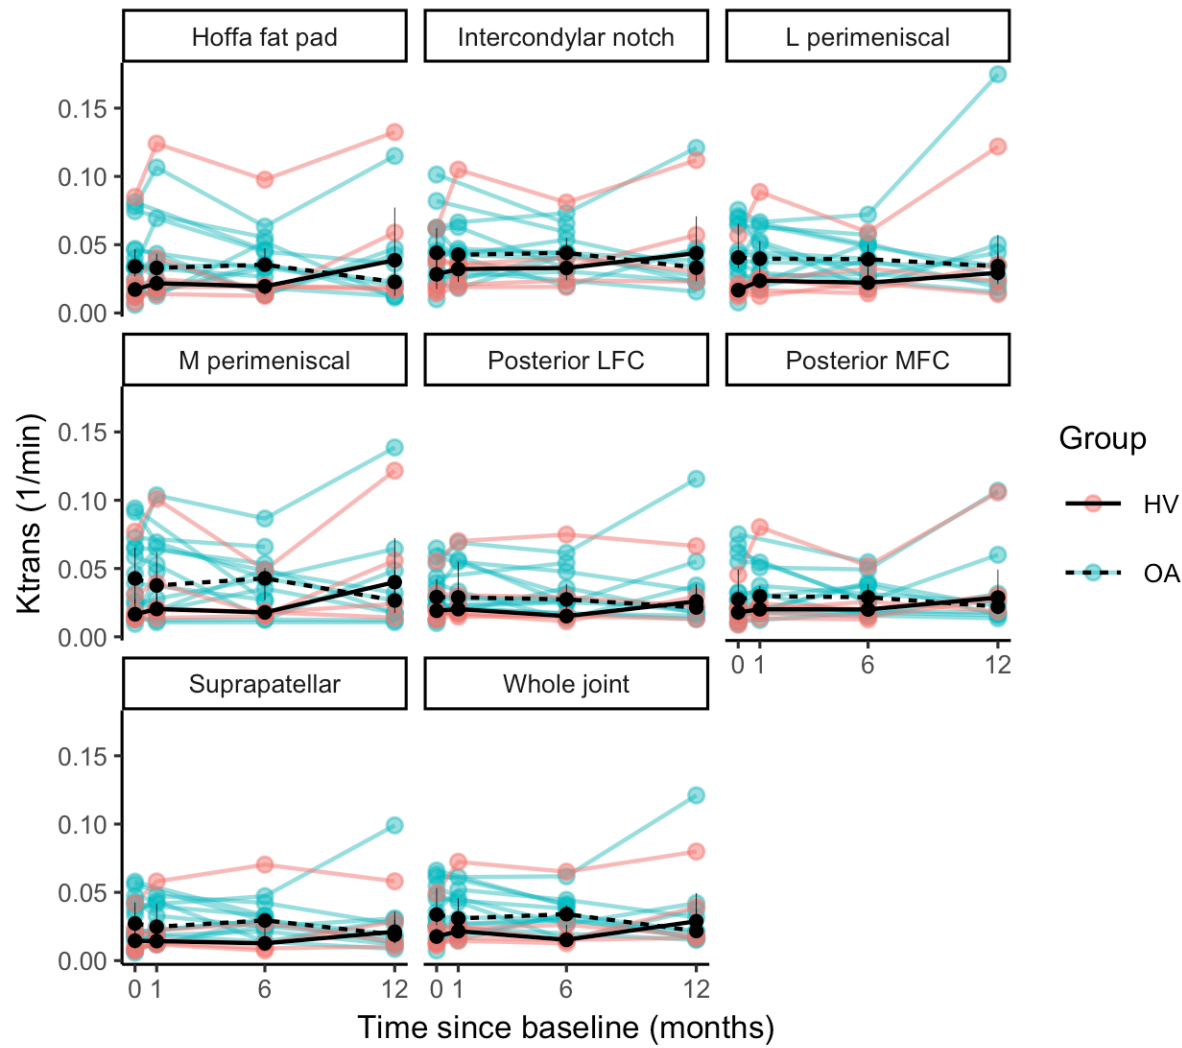 Hoffa fat pad
Intercondylar notch
L perimeniscal
0.15
0.10
0.05
0.00
M perimeniscal
Posterior LFC
Posterior MFC
0.15
0.10
0.05
0.00
0 1 6 12
Suprapatellar
Whole joint
0.15
0.10
0.05
0.00
0 1 6 12
0 1 6 12
Ktrans (1/min)
Time since baseline (months)
Group
HV
OA